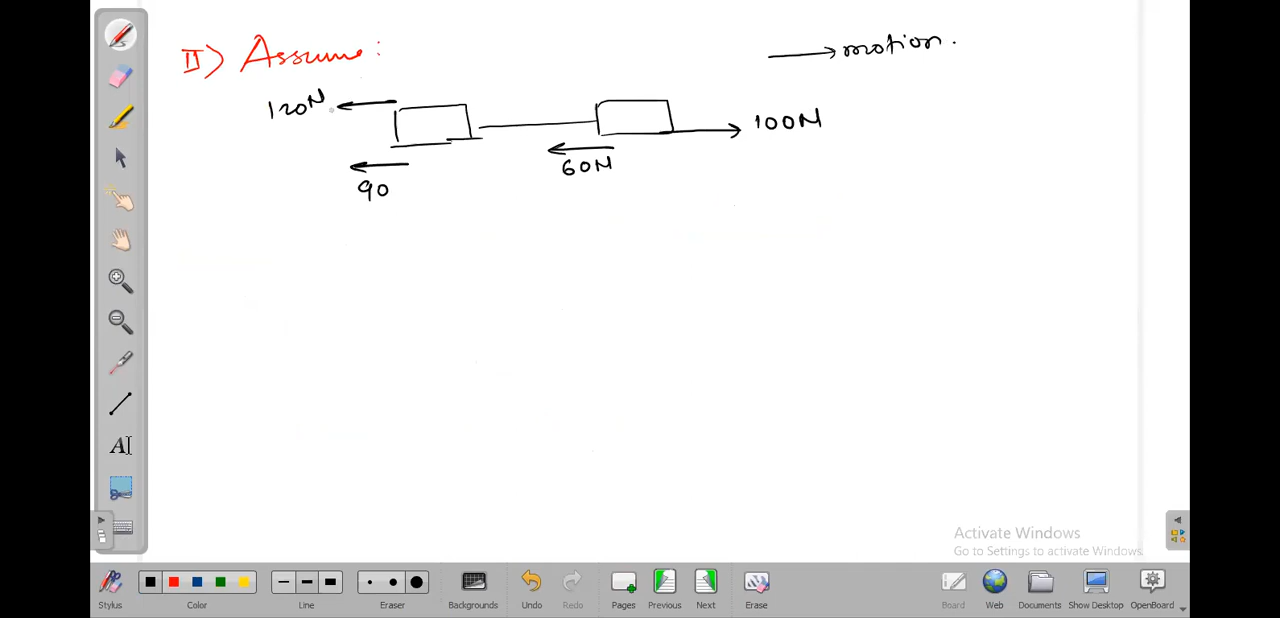 II) Assume:
→ motion.
120N
100N
60N
90
A
Activate Windows
Go to Settings to activate Windows.
Stylus
Color
Line
Eraser
Backgrounds
Undo
Redo
Pages
Previous
Next
Erase
Board
Web
Documents
Show Desktop
OpenBoard